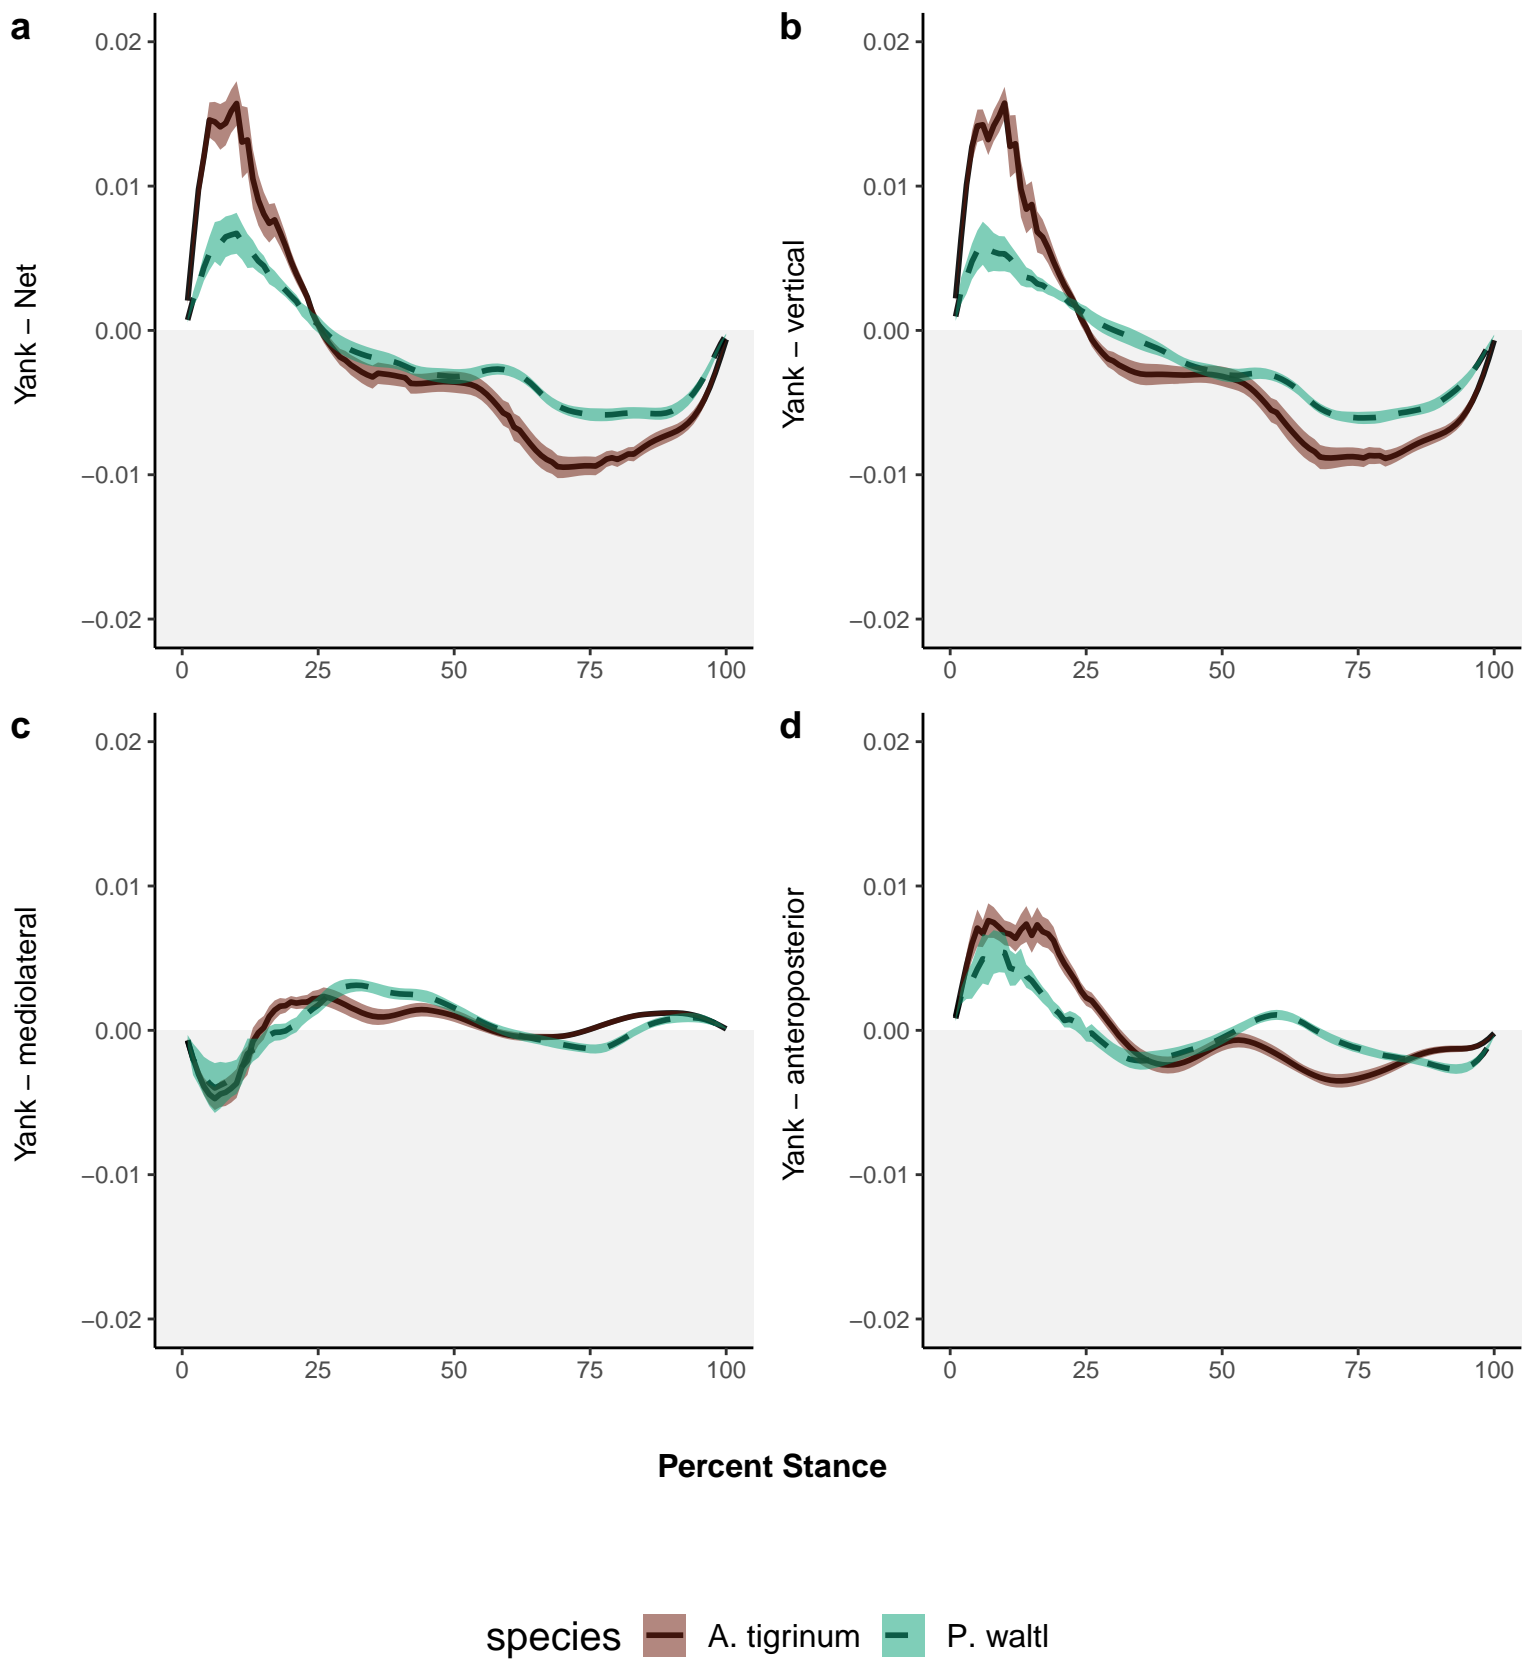 a
Yank – Net
0.02
0.01
0.00
−0.01
−0.02
0 25 50 75 100
b
Yank – vertical
0.02
0.01
0.00
−0.01
−0.02
0 25 50 75 100
c
Yank – mediolateral
0.02
0.01
0.00
−0.01
−0.02
0 25 50 75 100
d
Yank – anteroposterior
0.02
0.01
0.00
−0.01
−0.02
0 25 50 75 100
Percent Stance
species A. tigrinum P. waltl